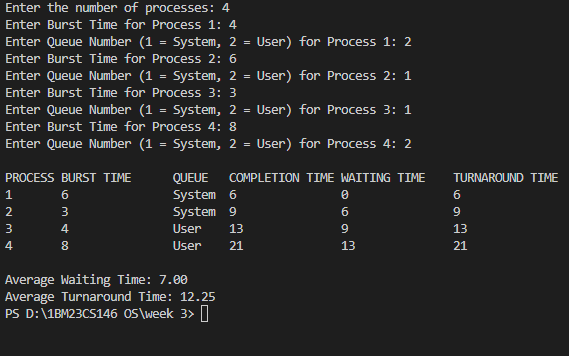 Enter the number of processes: 4
Enter Burst Time for Process 1: 4
Enter Queue Number (1 = System, 2 = User) for Process 1: 2
Enter Burst Time for Process 2: 6
Enter Queue Number (1 = System, 2 = User) for Process 2: 1
Enter Burst Time for Process 3: 3
Enter Queue Number (1 = System, 2 = User) for Process 3: 1
Enter Burst Time for Process 4: 8
Enter Queue Number (1 = System, 2 = User) for Process 4: 2
PROCESS BURST TIME QUEUE COMPLETION TIME WAITING TIME TURNAROUND TIME
1 6 System 6 0 6
2 3 System 9 6 9
3 4 User 13 9 13
4 8 User 21 13 21
Average Waiting Time: 7.00
Average Turnaround Time: 12.25
PS D:\1BM23CS146 OS\week 3>